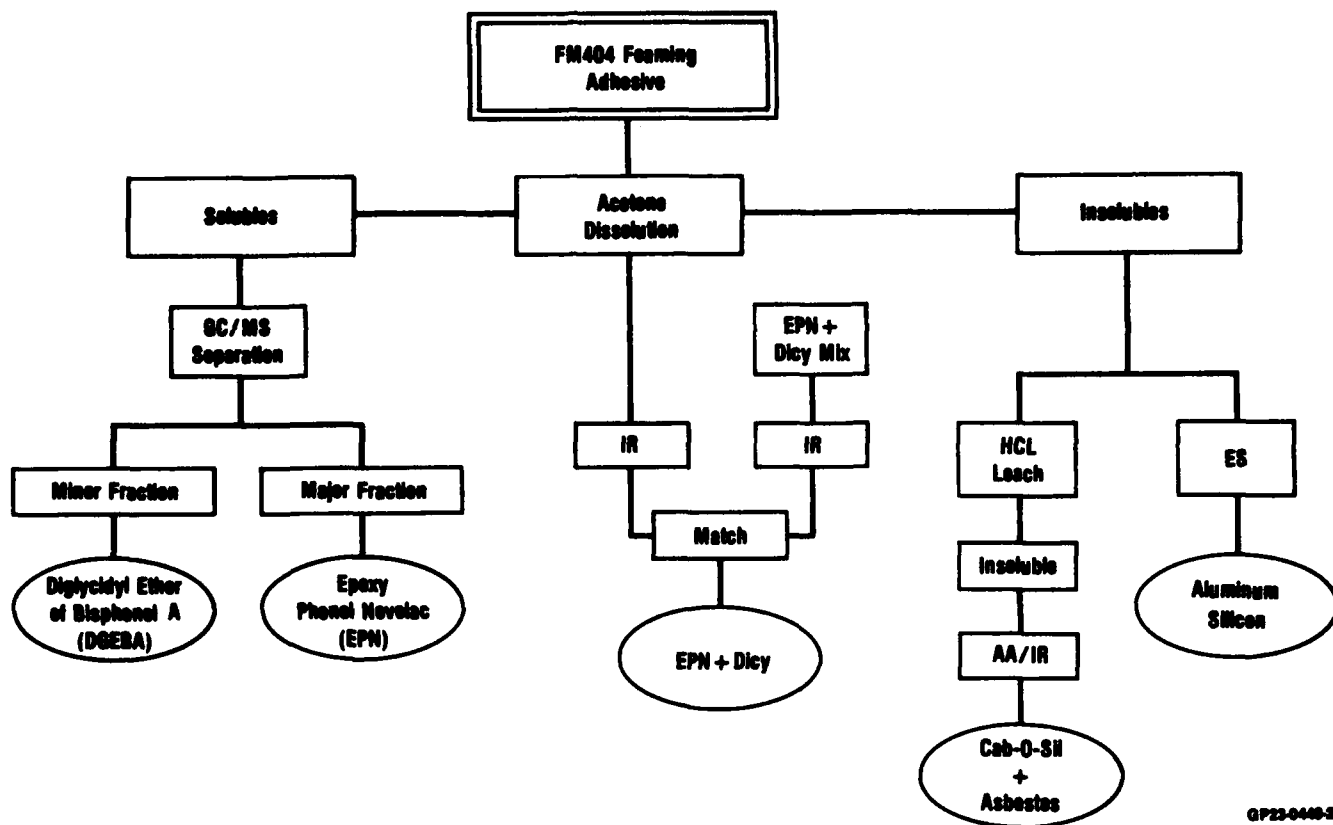 FM404 Foaming
Adhesive
Solubles
Acetone
Dissolution
Insolubles
GC/MS
Separation
EPN +
Dicy Mix
IR
IR
HCL
Leach
ES
Minor Fraction
Major Fraction
Match
Insoluble
Diglycidyl Ether
of Bisphenol A
(DGEBA)
Epoxy
Phenol Novolac
(EPN)
EPN + Dicy
AA/IR
Aluminum
Silicon
Cab-O-Sil
+
Asbestos